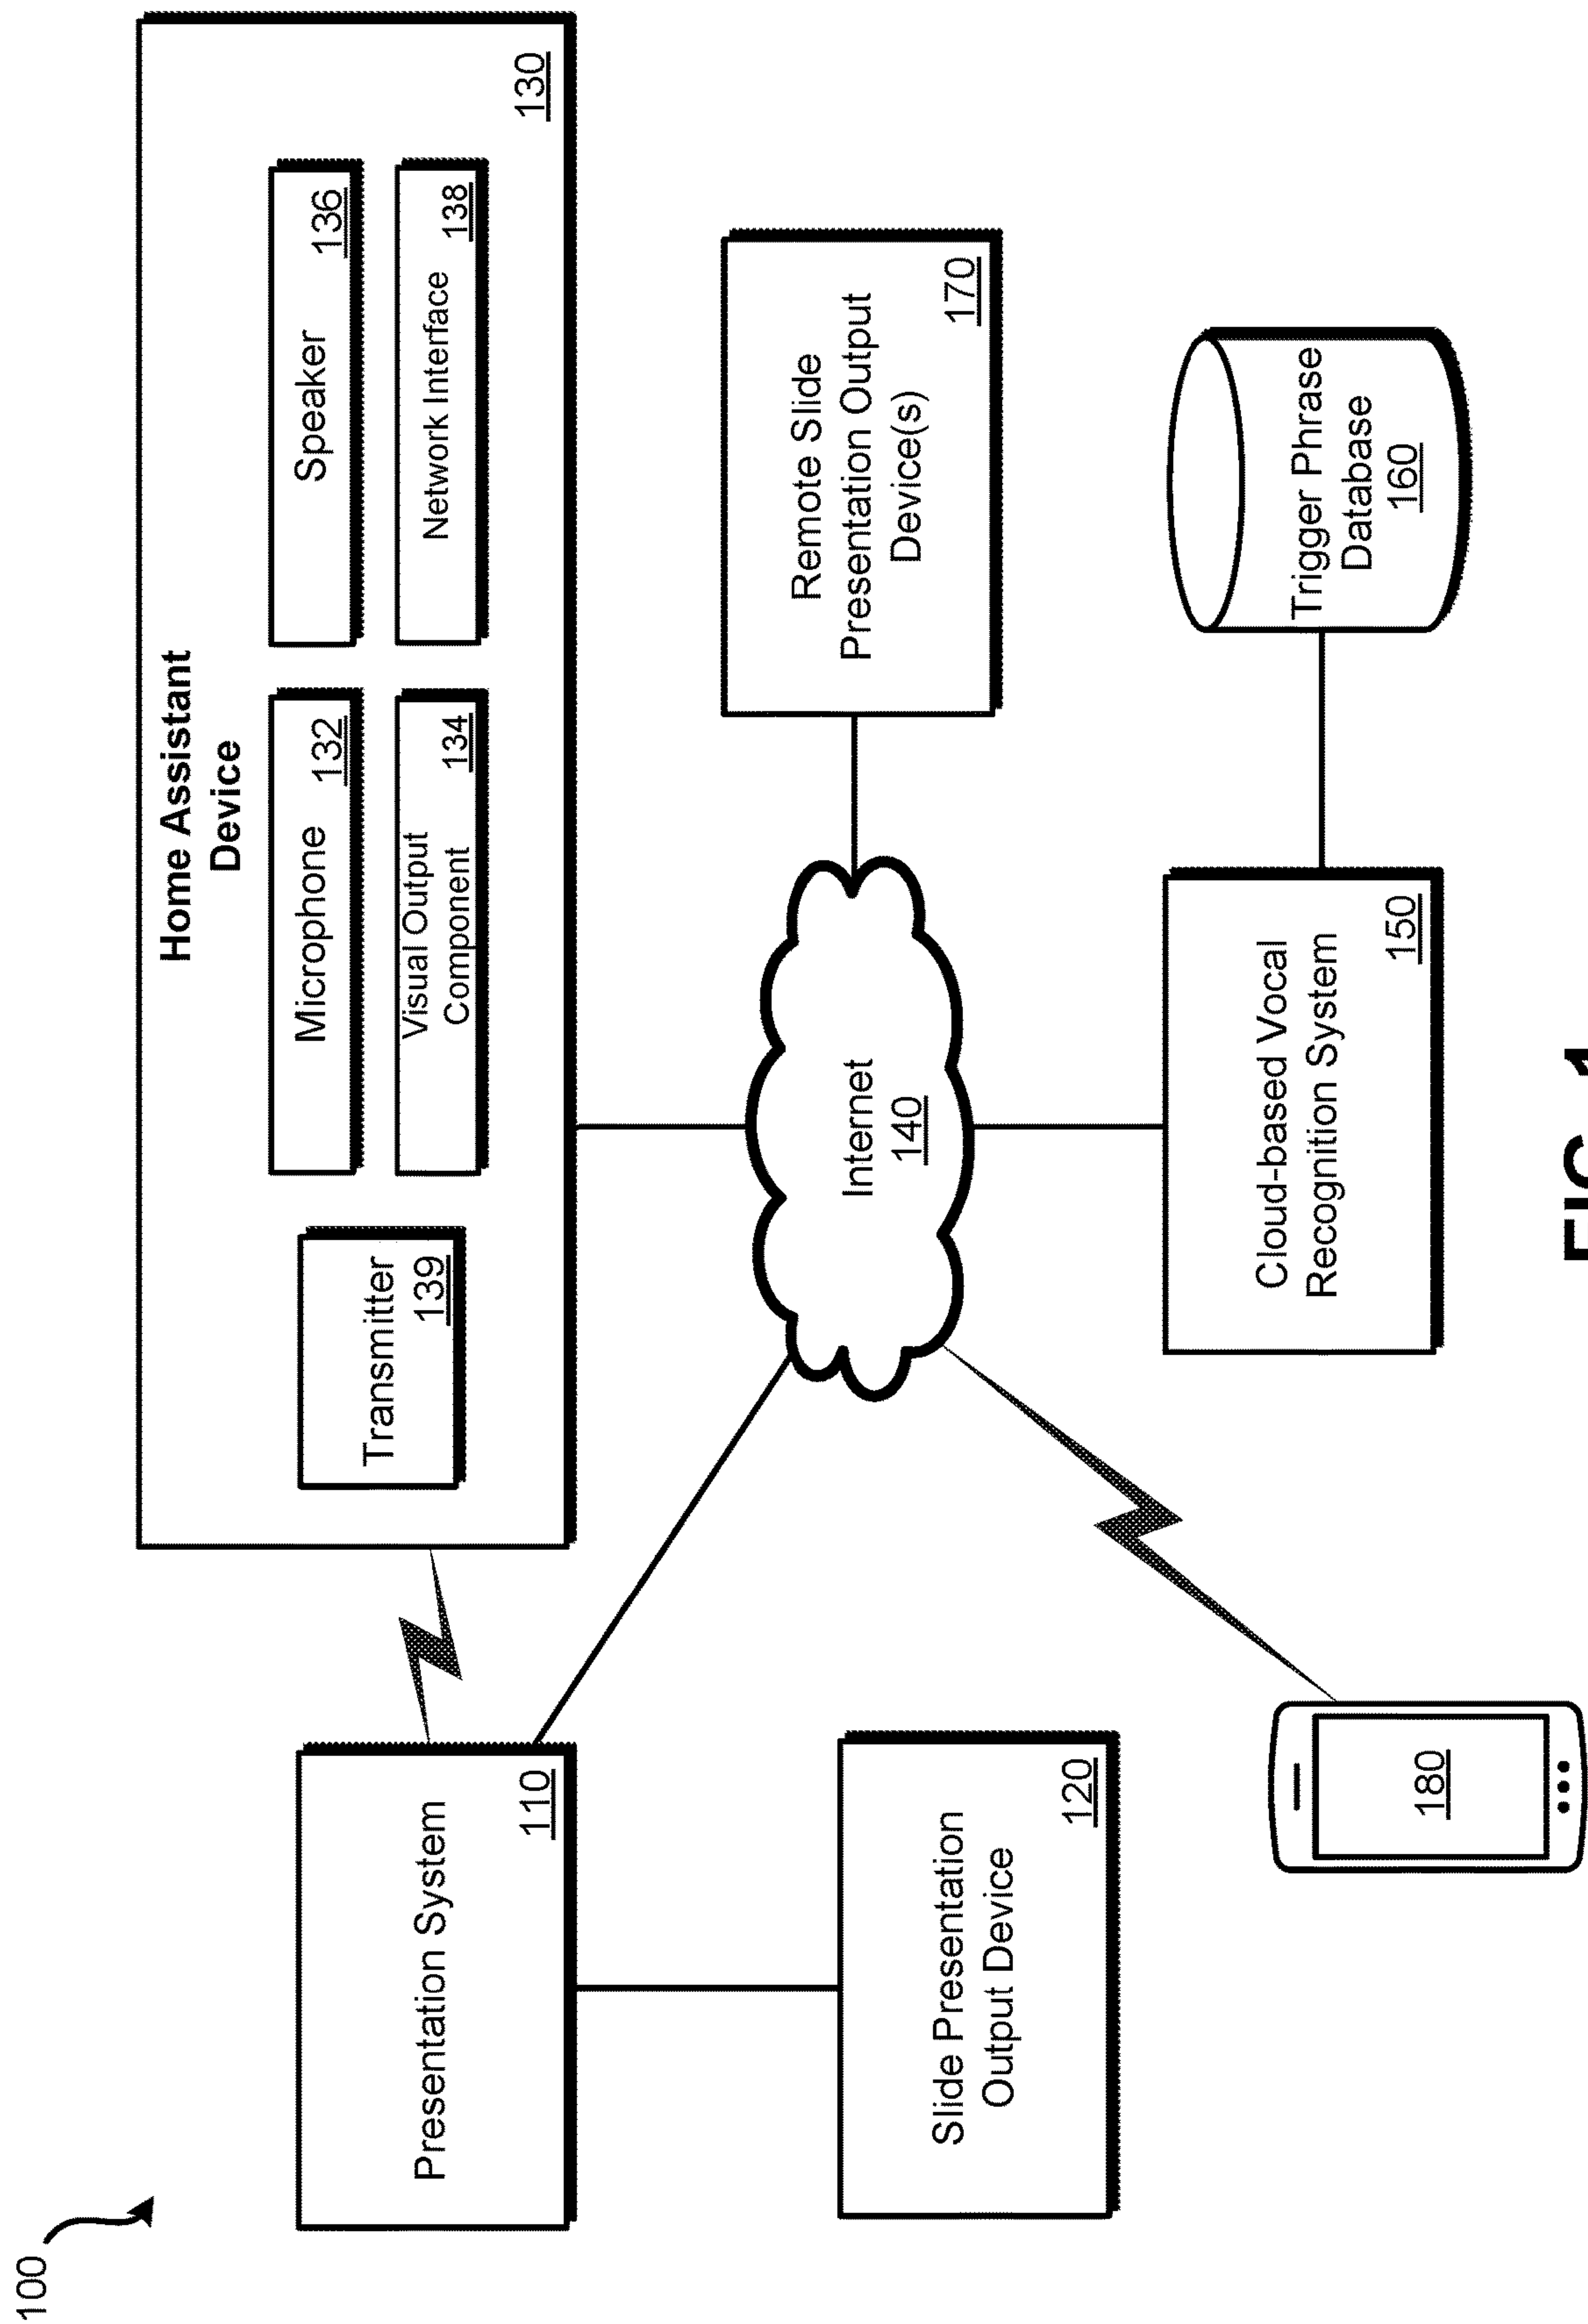 100
Home Assistant
Device
Transmitter
139
Microphone
132
Speaker
136
Visual Output
Component
134
Network Interface
138
130
Presentation System
110
Internet
140
Remote Slide
Presentation Output
Device(s)
170
Slide Presentation
Output Device
120
Cloud-based Vocal
Recognition System
150
Trigger Phrase
Database
160
180
FIG. 1